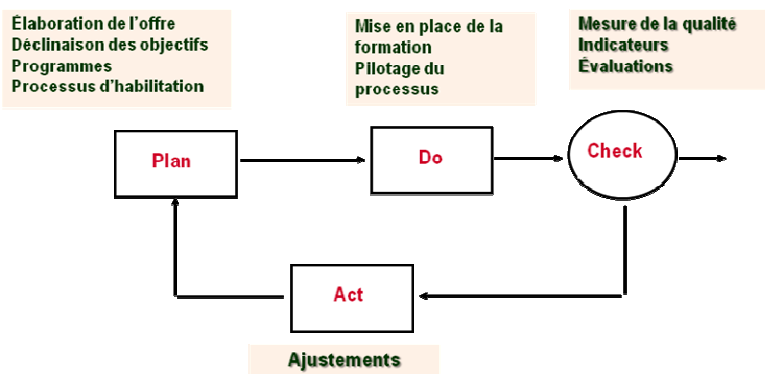 Élaboration de l'offre
Déclinaison des objectifs
Programmes
Processus d'habilitation
Mise en place de la
formation
Pilotage du
processus
Mesure de la qualité
Indicateurs
Évaluations
Plan
Do
Check
Act
Ajustements